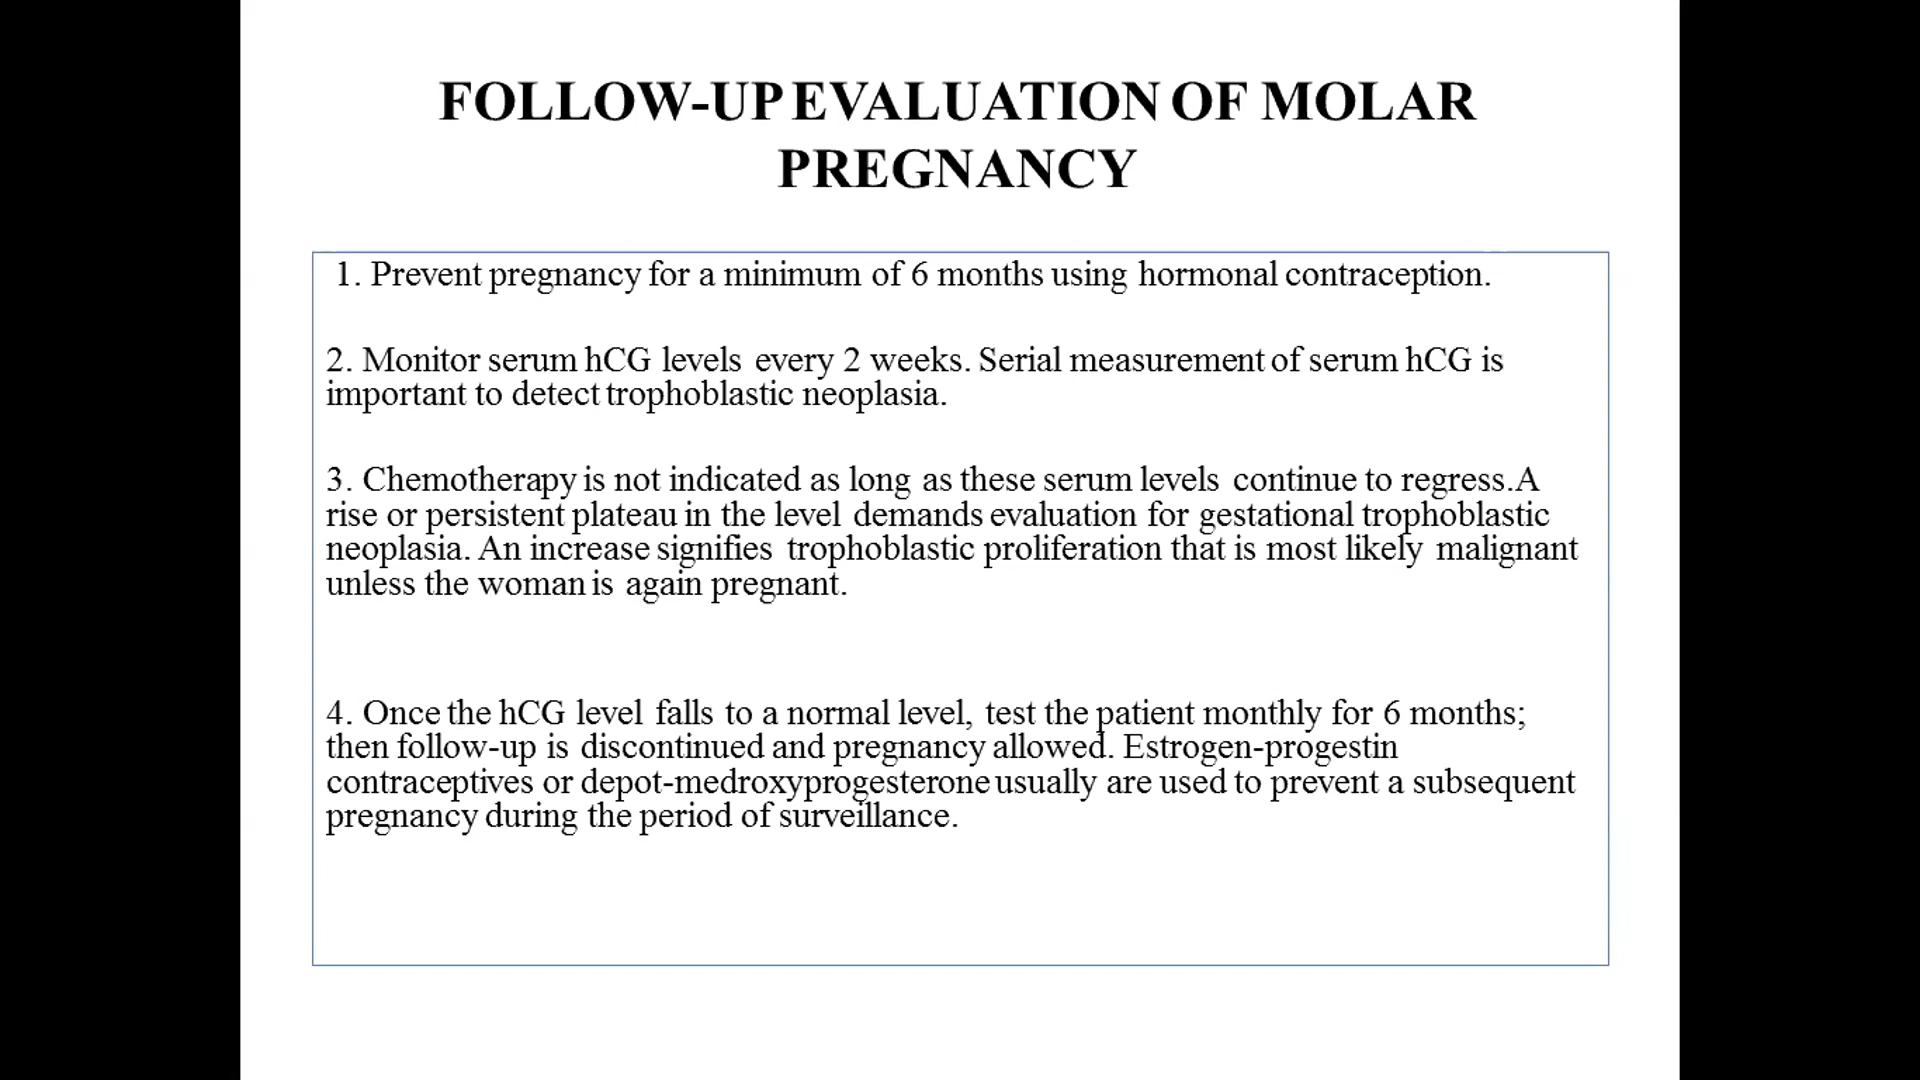 FOLLOW-UP EVALUATION OF MOLAR
PREGNANCY
1. Prevent pregnancy for a minimum of 6 months using hormonal contraception.
2. Monitor serum hCG levels every 2 weeks. Serial measurement of serum hCG is
important to detect trophoblastic neoplasia.
3. Chemotherapy is not indicated as long as these serum levels continue to regress. A
rise or persistent plateau in the level demands evaluation for gestational trophoblastic
neoplasia. An increase signifies trophoblastic proliferation that is most likely malignant
unless the woman is again pregnant.
4. Once the hCG level falls to a normal level, test the patient monthly for 6 months;
then follow-up is discontinued and pregnancy allowed. Estrogen-progestin
contraceptives or depot-medroxyprogesterone usually are used to prevent a subsequent
pregnancy during the period of surveillance.